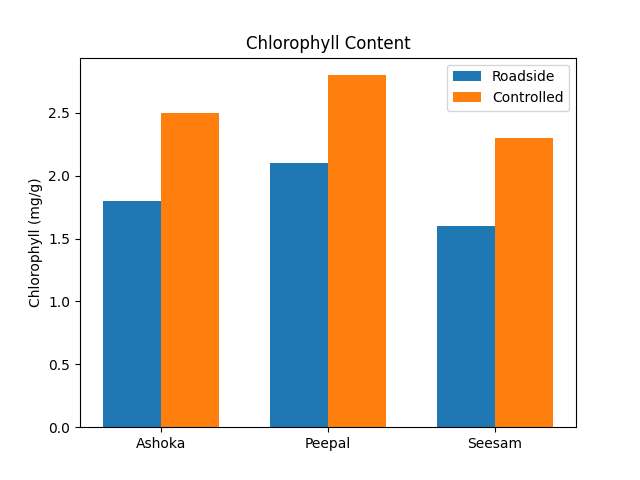 Chlorophyll Content
Roadside
Controlled
Chlorophyll (mg/g)
2.5
2.0
1.5
1.0
0.5
0.0
Ashoka Peepal Seesam